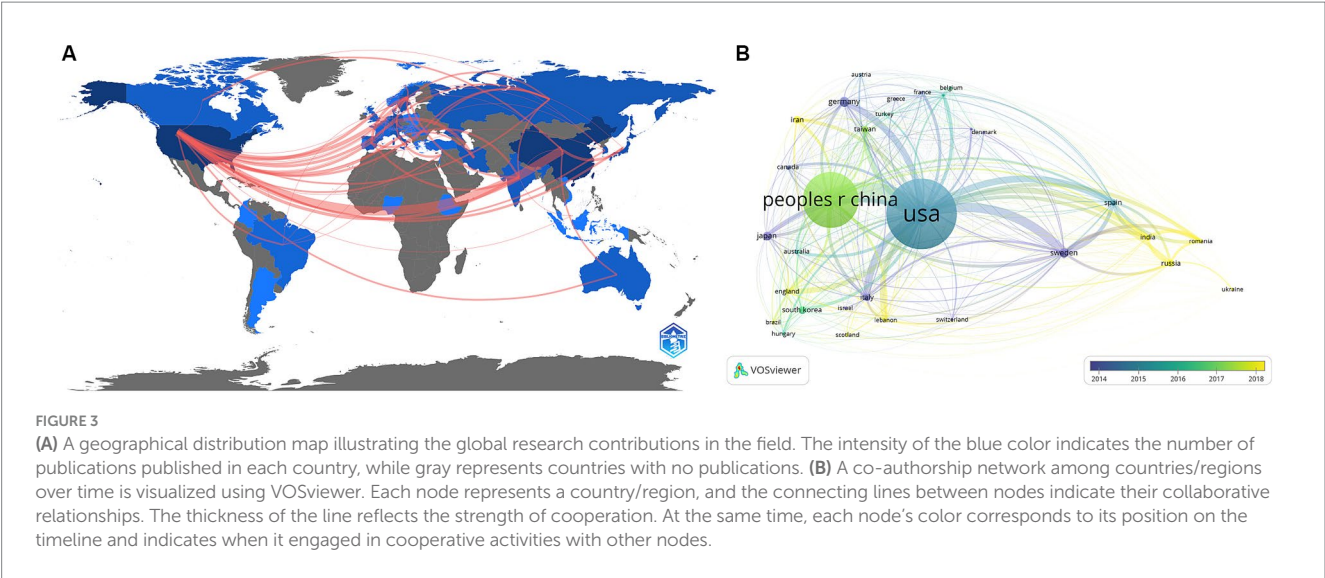 A
B
austria
germany
greece
france
belgium
turkey
iran
taiwan
denmark
canada
peoples r china
usa
spain
japan
india
romania
australia
sweden
russia
england
italy
ukraine
south korea
israel
brazil
lebanon
switzerland
hungary
scotland
VOSviewer
2014 2015 2016 2017 2018
FIGURE 3
(A) A geographical distribution map illustrating the global research contributions in the field. The intensity of the blue color indicates the number of
publications published in each country, while gray represents countries with no publications. (B) A co-authorship network among countries/regions
over time is visualized using VOSviewer. Each node represents a country/region, and the connecting lines between nodes indicate their collaborative
relationships. The thickness of the line reflects the strength of cooperation. At the same time, each node's color corresponds to its position on the
timeline and indicates when it engaged in cooperative activities with other nodes.